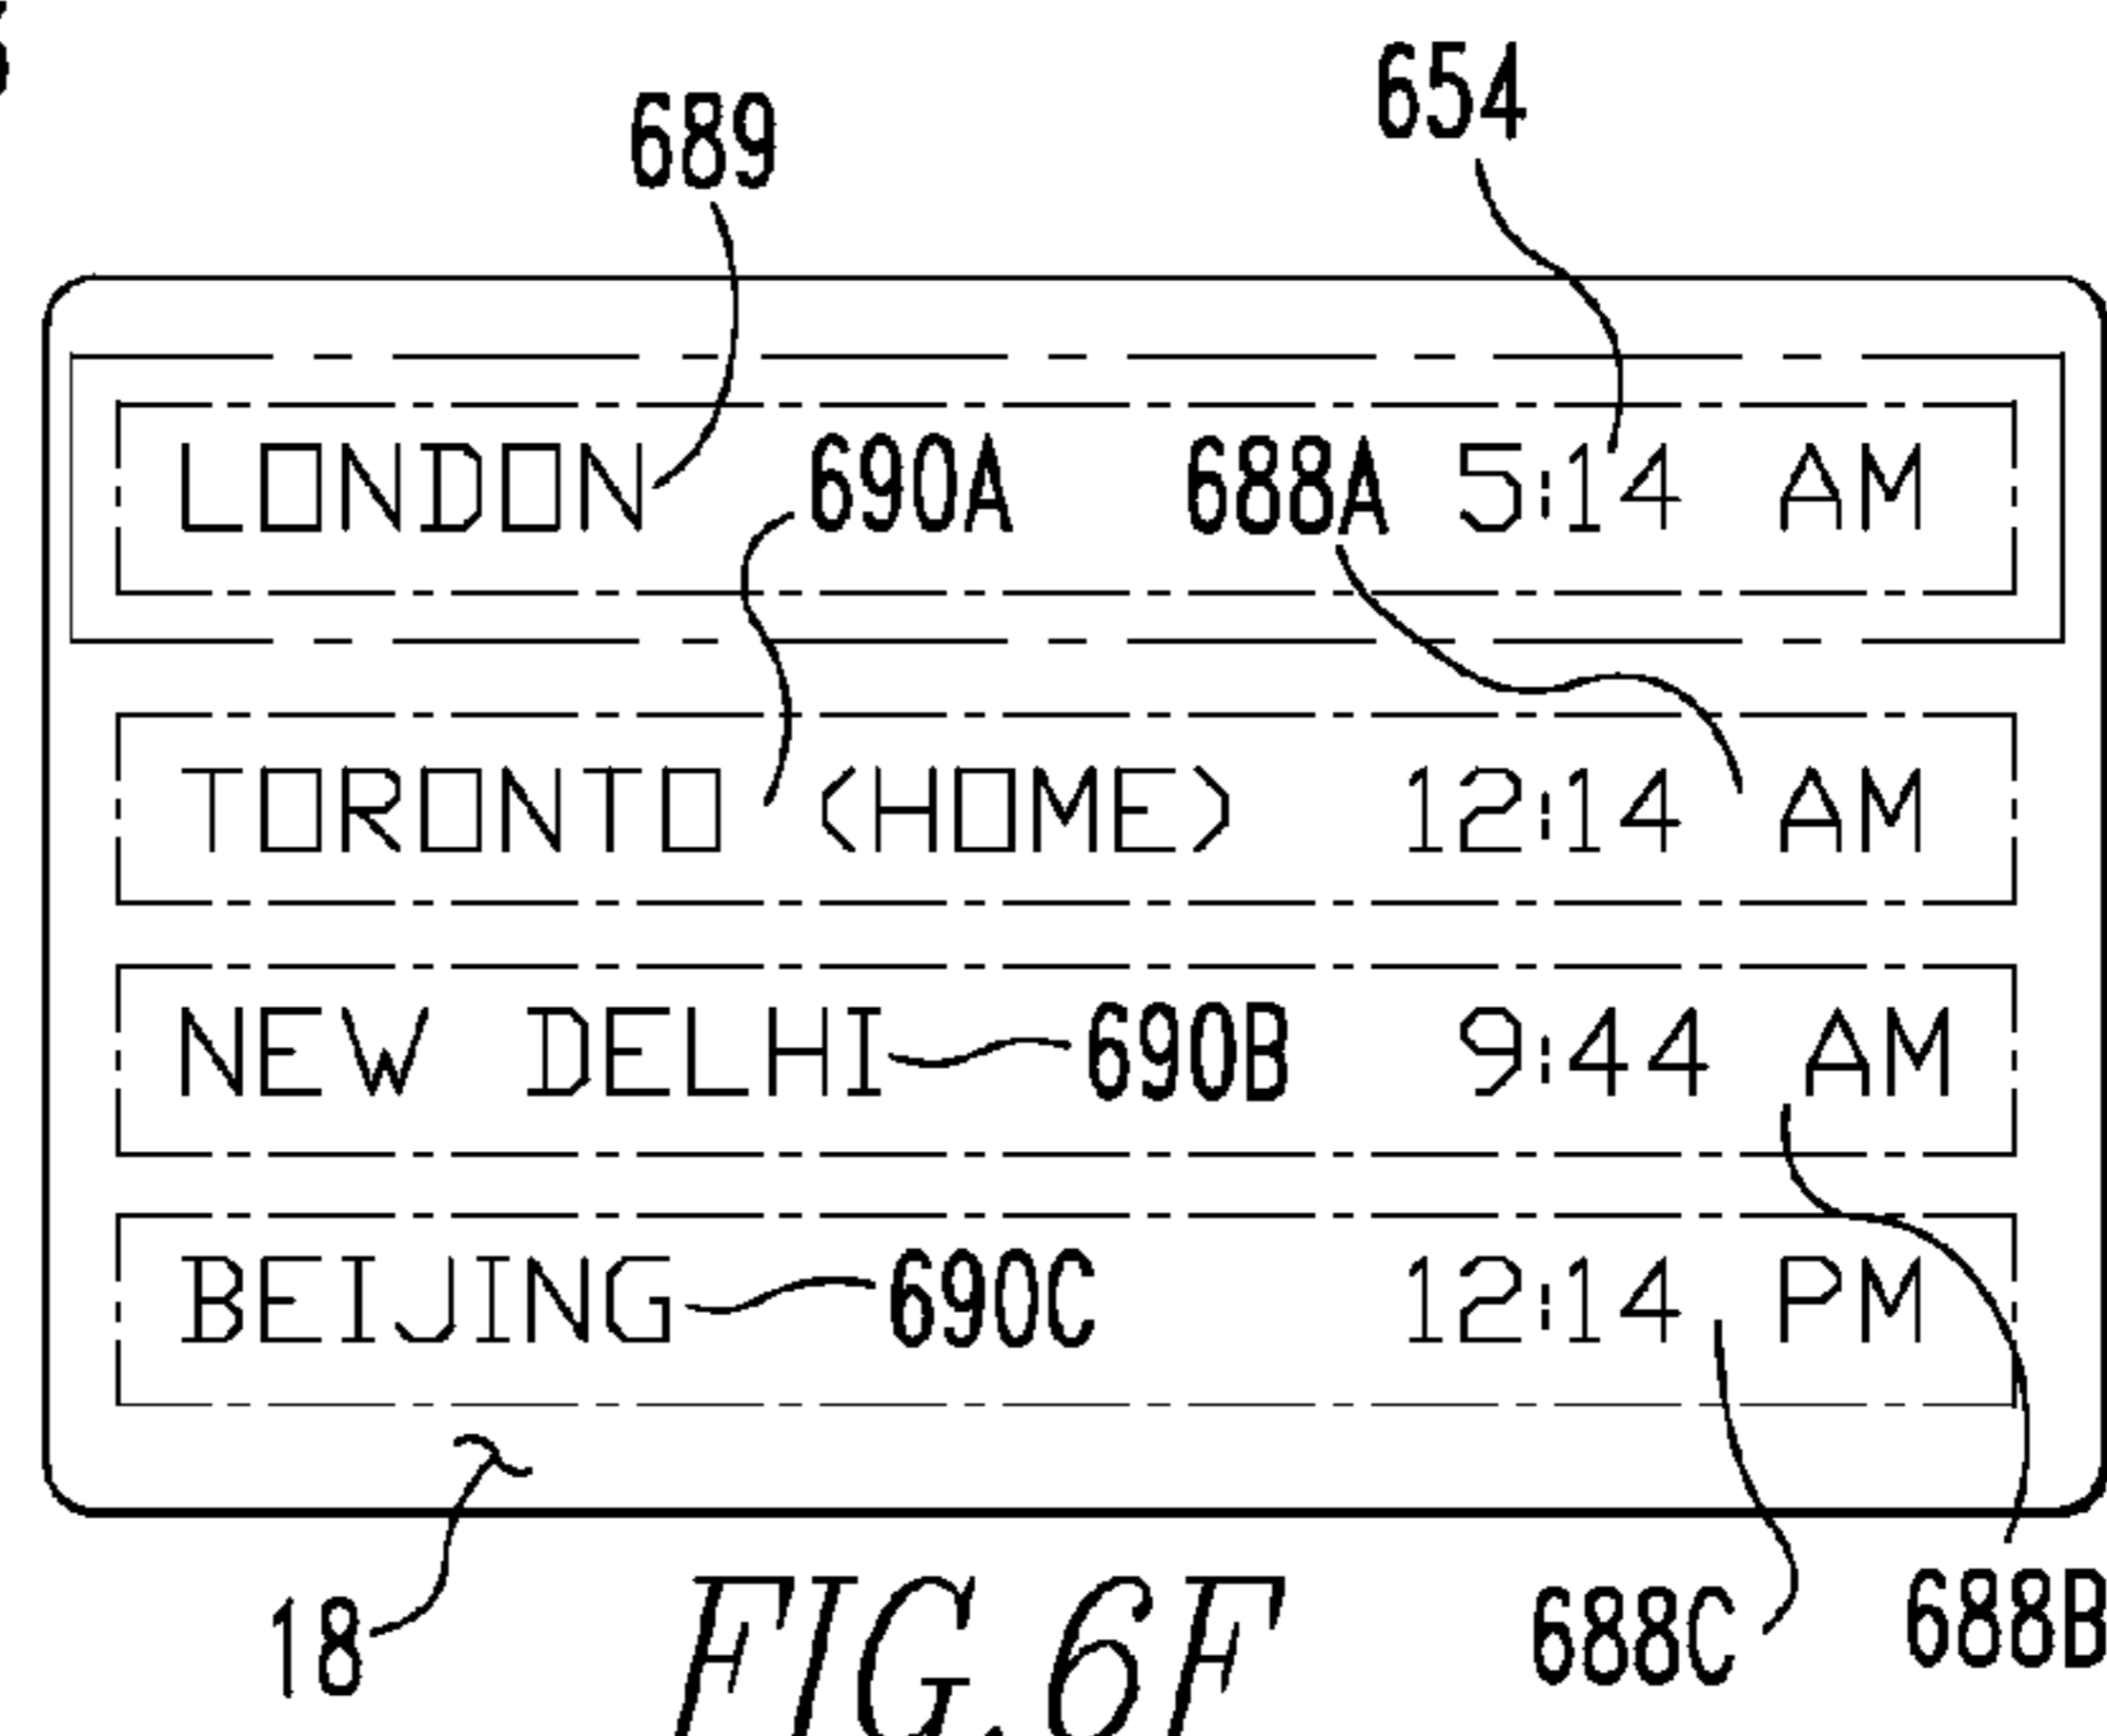 689 654
LONDON 690A 688A 5:14 AM
TORONTO (HOME) 12:14 AM
NEW DELHI 690B 9:44 AM
BEIJING 690C 12:14 PM
18 688C 688B
FIG. 6F